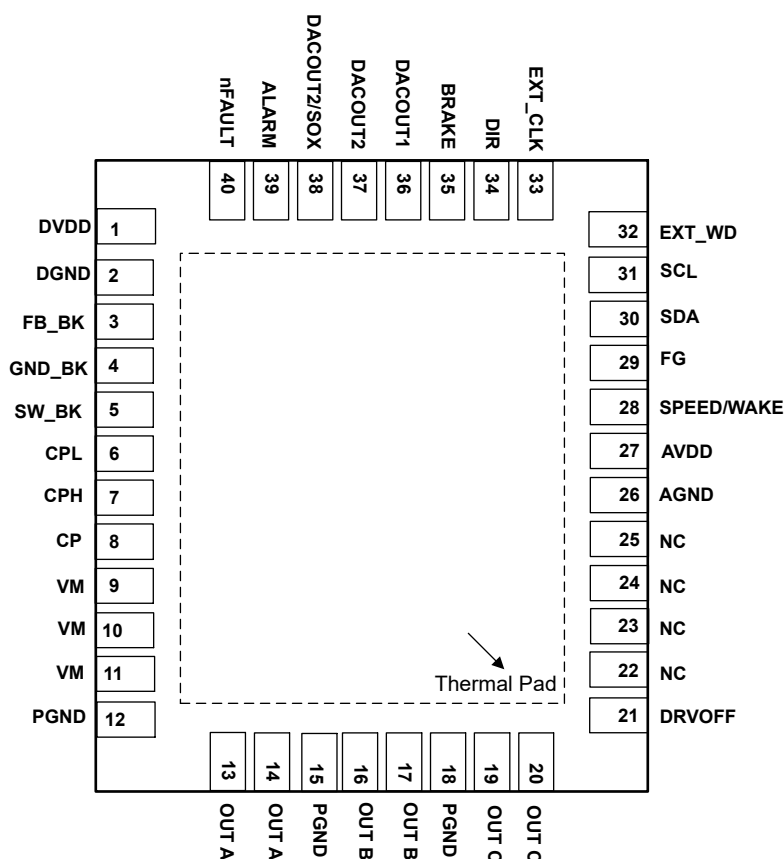 nFAULT
ALARM
DACOUT2/SOX
DACOUT2
DACOUT1
BRAKE
DIR
EXT_CLK
40
39
38
37
36
35
34
33
DVDD 1
DGND 2
FB_BK 3
GND_BK 4
SW_BK 5
CPL 6
CPH 7
CP 8
VM 9
VM 10
VM 11
PGND 12
32 EXT_WD
31 SCL
30 SDA
29 FG
28 SPEED/WAKE
27 AVDD
26 AGND
25 NC
24 NC
23 NC
22 NC
21 DRVOFF
Thermal Pad
13
14
15
16
17
18
19
20
OUT A
OUT A
PGND
OUT B
OUT B
PGND
OUT C
OUT C